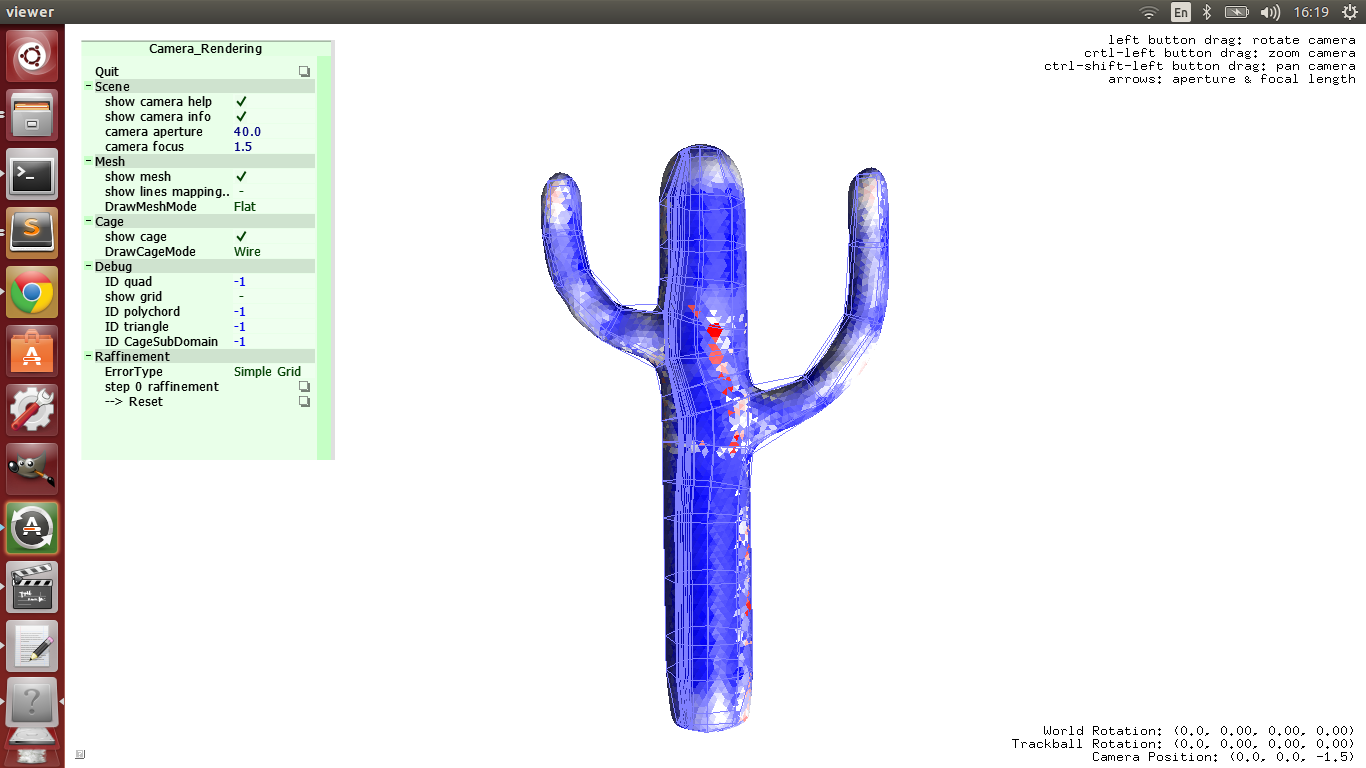 viewer
En
16:19
Camera_Rendering
Quit
Scene
show camera help
show camera info
camera aperture 40.0
camera focus 1.5
Mesh
show mesh
show lines mapping.. -
DrawMeshMode Flat
Cage
show cage
DrawCageMode Wire
Debug
ID quad -1
show grid -
ID polychord -1
ID triangle -1
ID CageSubDomain -1
Raffinement
ErrorType Simple Grid
step 0 raffinement
--> Reset
left button drag: rotate camera
crtl-left button drag: zoom camera
ctrl-shift-left button drag: pan camera
arrows: aperture & focal length
World Rotation: (0.0, 0.00, 0.00, 0.00)
Trackball Rotation: (0.0, 0.00, 0.00, 0.00)
Camera Position: (0.0, 0.0, -1.5)